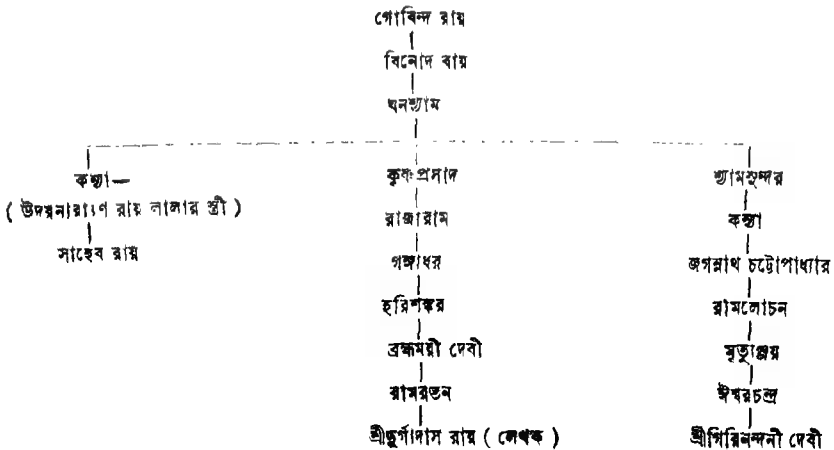 গোবিন্দ রায়
বিনোদ রায়
ঘনশ্যাম
কন্যা—
কৃষ্ণপ্রসাদ
শ্যামসুন্দর
( উদয়নারায়ণ রায় লালার স্ত্রী )
রাজারাম
কন্যা
সাহেব রায়
গঙ্গাধর
জগন্নাথ চট্টোপাধ্যায়
হরিশঙ্কর
রামলোচন
ব্রহ্মময়ী দেবী
মৃত্যুঞ্জয়
রামরতন
ঈশ্বরচন্দ্র
শ্রীদুর্গাদাস রায় ( লেখক )
শ্রীগিরিনন্দনী দেবী